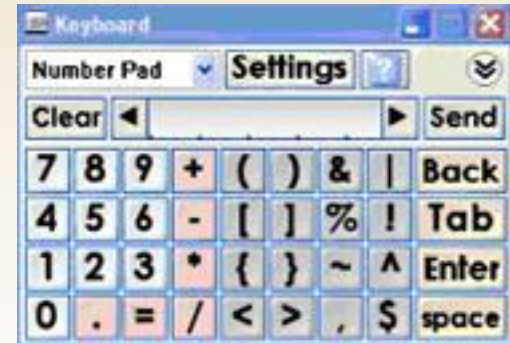 Keyboard
Number Pad Settings ?
Clear Send
7 8 9 + ( ) & | Back
4 5 6 - [ ] % ! Tab
1 2 3 * { } ~ ^ Enter
0 . = / < > , $ space